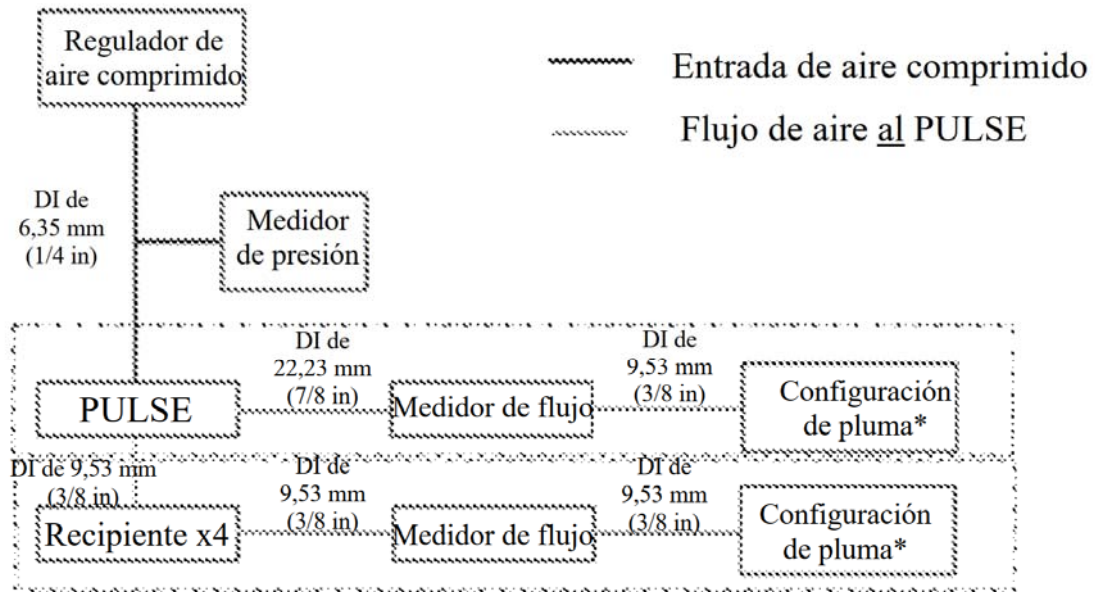 Regulador de
aire comprimido
Entrada de aire comprimido
Flujo de aire al PULSE
DI de
6,35 mm
(1/4 in)
Medidor
de presión
DI de
22,23 mm
(7/8 in)
DI de
9,53 mm
(3/8 in)
PULSE
Medidor de flujo
Configuración
de pluma*
DI de 9,53 mm
(3/8 in)
DI de
9,53 mm
(3/8 in)
DI de
9,53 mm
(3/8 in)
Recipiente x4
Medidor de flujo
Configuración
de pluma*